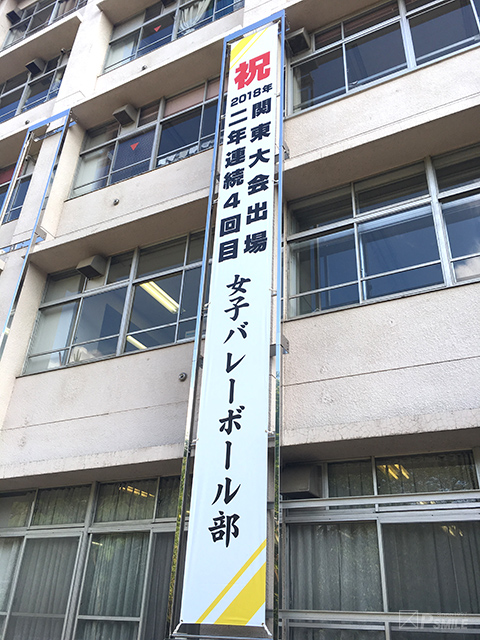 祝
2018年
関東大会出場
二年連続4回目
女子バレーボール部